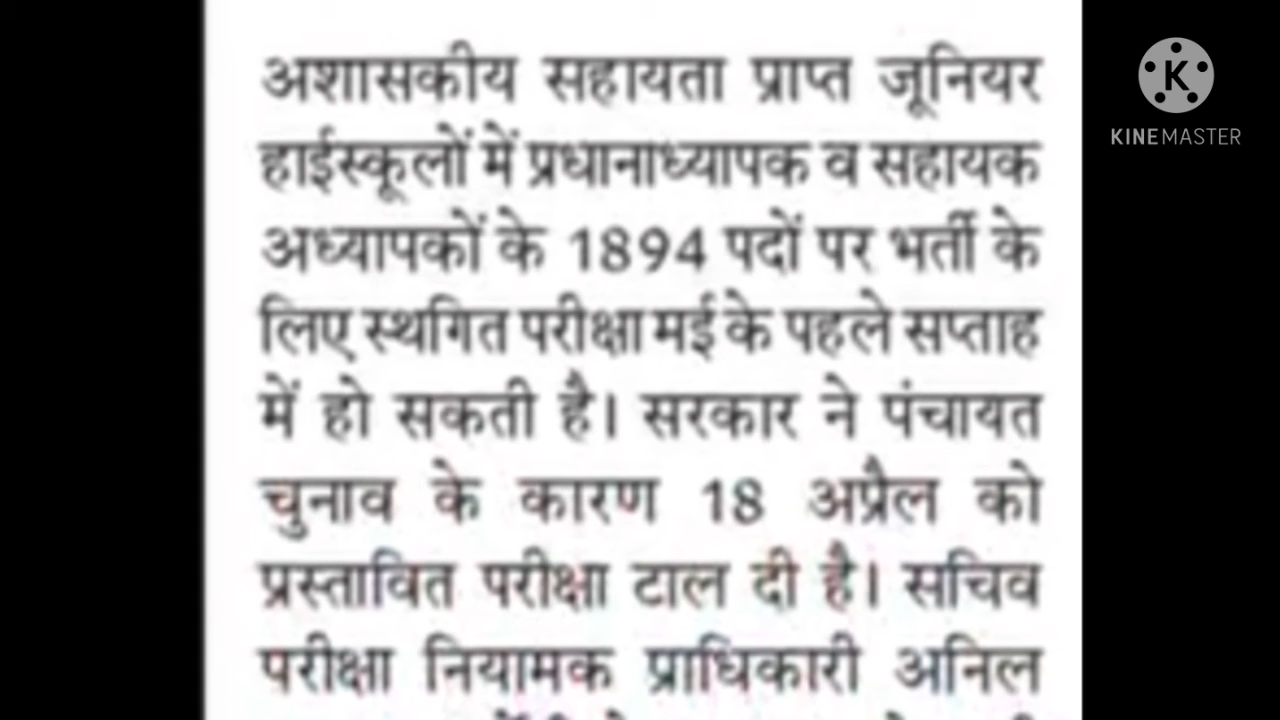 अशासकीय सहायता प्राप्त जूनियर
हाईस्कूलों में प्रधानाध्यापक व सहायक
अध्यापकों के 1894 पदों पर भर्ती के
लिए स्थगित परीक्षा मई के पहले सप्ताह
में हो सकती है। सरकार ने पंचायत
चुनाव के कारण 18 अप्रैल को
प्रस्तावित परीक्षा टाल दी है। सचिव
परीक्षा नियामक प्राधिकारी अनिल
K
KINEMASTER